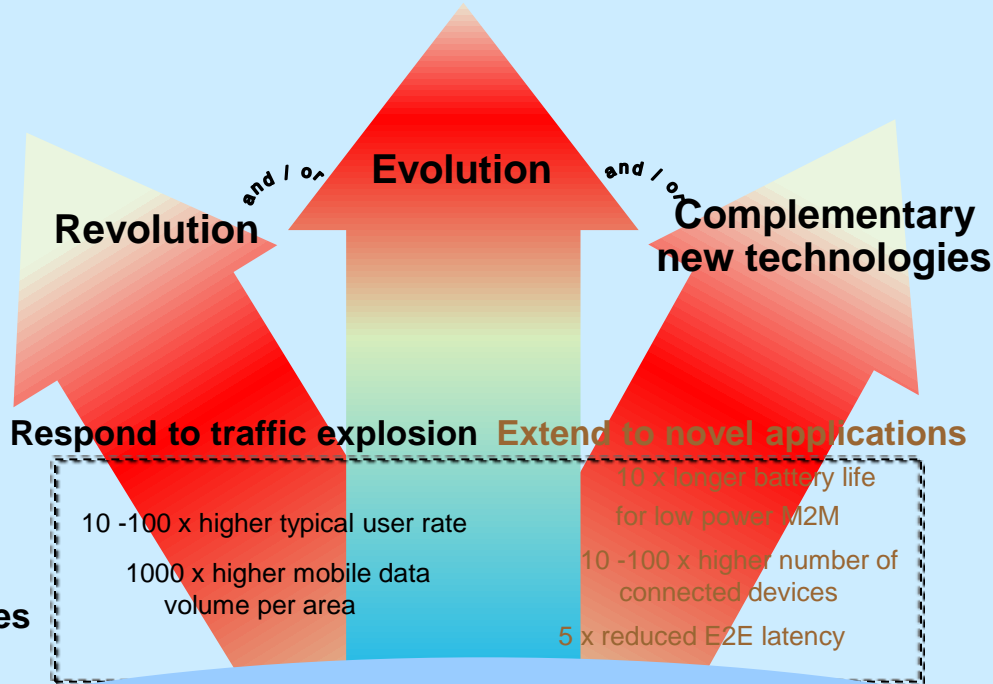 Evolution
and / or
and / or
Revolution
Complementary
new technologies
Respond to traffic explosion Extend to novel applications
10 x longer battery life
for low power M2M
10 -100 x higher typical user rate
10 -100 x higher number of
connected devices
1000 x higher mobile data
volume per area
5 x reduced E2E latency
es